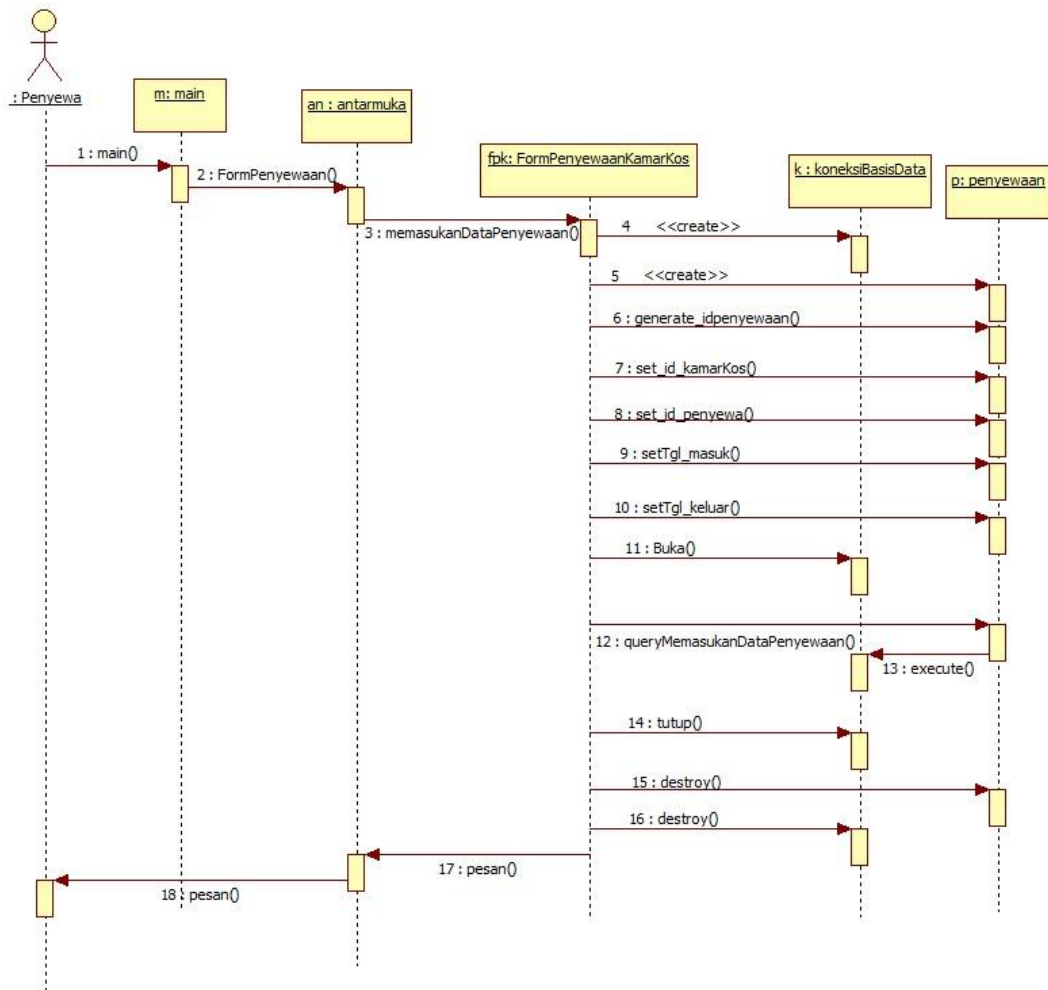 : Penyewa
m: main
an : antarmuka
fpk: FormPenyewaanKamarKos
k : koneksiBasisData
p: penyewaan
1 : main()
2 : FormPenyewaan()
3 : memasukanDataPenyewaan()
4 <<create>>
5 <<create>>
6 : generate_idpenyewaan()
7 : set_id_kamarKos()
8 : set_id_penyewa()
9 : setTgl_masuk()
10 : setTgl_keluar()
11 : Buka()
12 : queryMemasukanDataPenyewaan()
13 : execute()
14 : tutup()
15 : destroy()
16 : destroy()
17 : pesan()
18 : pesan()